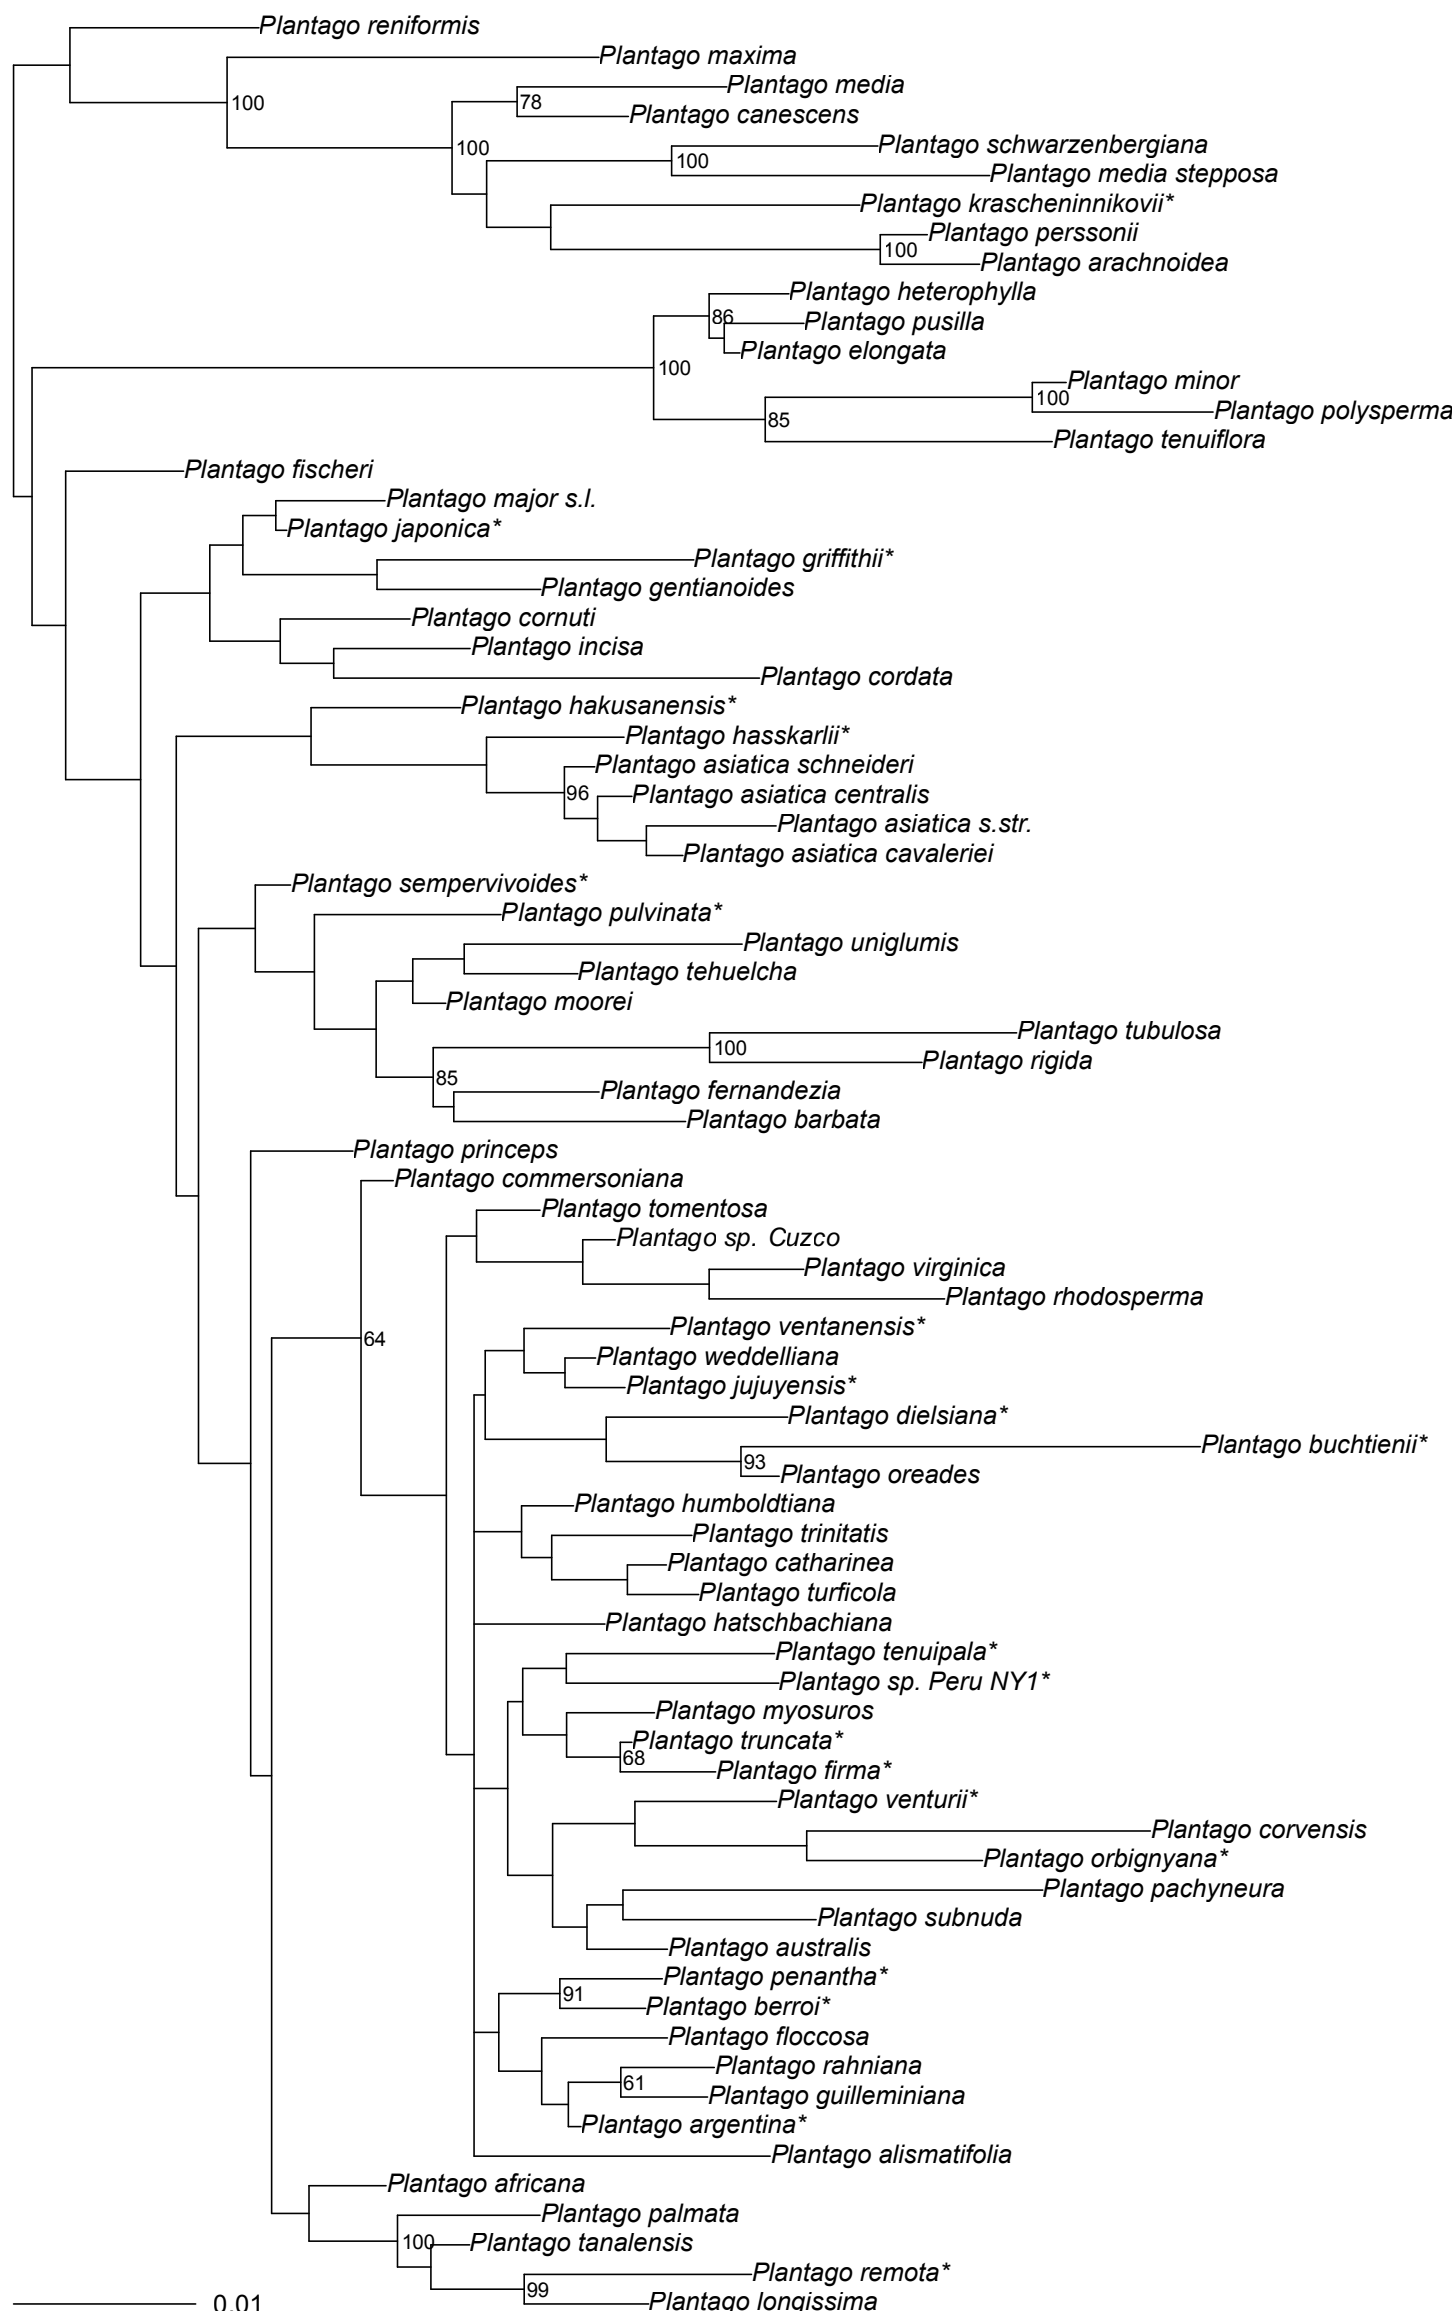 Plantago reniformis
Plantago maxima
100
Plantago media
78
Plantago canescens
100
Plantago schwarzenbergiana
100
Plantago media stepposa
Plantago krascheninnikovii*
Plantago perssonii
100
Plantago arachnoidea
Plantago heterophylla
86
Plantago pusilla
Plantago elongata
100
Plantago minor
100
Plantago polysperma
85
Plantago tenuiflora
Plantago fischeri
Plantago major s.l.
Plantago japonica*
Plantago griffithii*
Plantago gentianoides
Plantago cornuti
Plantago incisa
Plantago cordata
Plantago hakusanensis*
Plantago hasskarlii*
Plantago asiatica schneideri
96
Plantago asiatica centralis
Plantago asiatica s.str.
Plantago asiatica cavaleriei
Plantago sempervivoides*
Plantago pulvinata*
Plantago uniglumis
Plantago tehuelcha
Plantago moorei
Plantago tubulosa
100
Plantago rigida
85
Plantago fernandezia
Plantago barbata
Plantago princeps
Plantago commersoniana
Plantago tomentosa
Plantago sp. Cuzco
Plantago virginica
Plantago rhodosperma
Plantago ventanensis*
64
Plantago weddelliana
Plantago jujuyensis*
Plantago dielsiana*
Plantago buchtienii*
93
Plantago oreades
Plantago humboldtiana
Plantago trinitatis
Plantago catharinea
Plantago turficola
Plantago hatschbachiana
Plantago tenuipala*
Plantago sp. Peru NY1*
Plantago myosuros
Plantago truncata*
68
Plantago firma*
Plantago venturii*
Plantago corvensis
Plantago orbignyana*
Plantago pachyneura
Plantago subnuda
Plantago australis
Plantago penantha*
91
Plantago berroi*
Plantago floccosa
Plantago rahniana
61
Plantago guilleminiana
Plantago argentina*
Plantago alismatifolia
Plantago africana
Plantago palmata
100
Plantago tanalensis
Plantago remota*
99
Plantago longissima
0.01